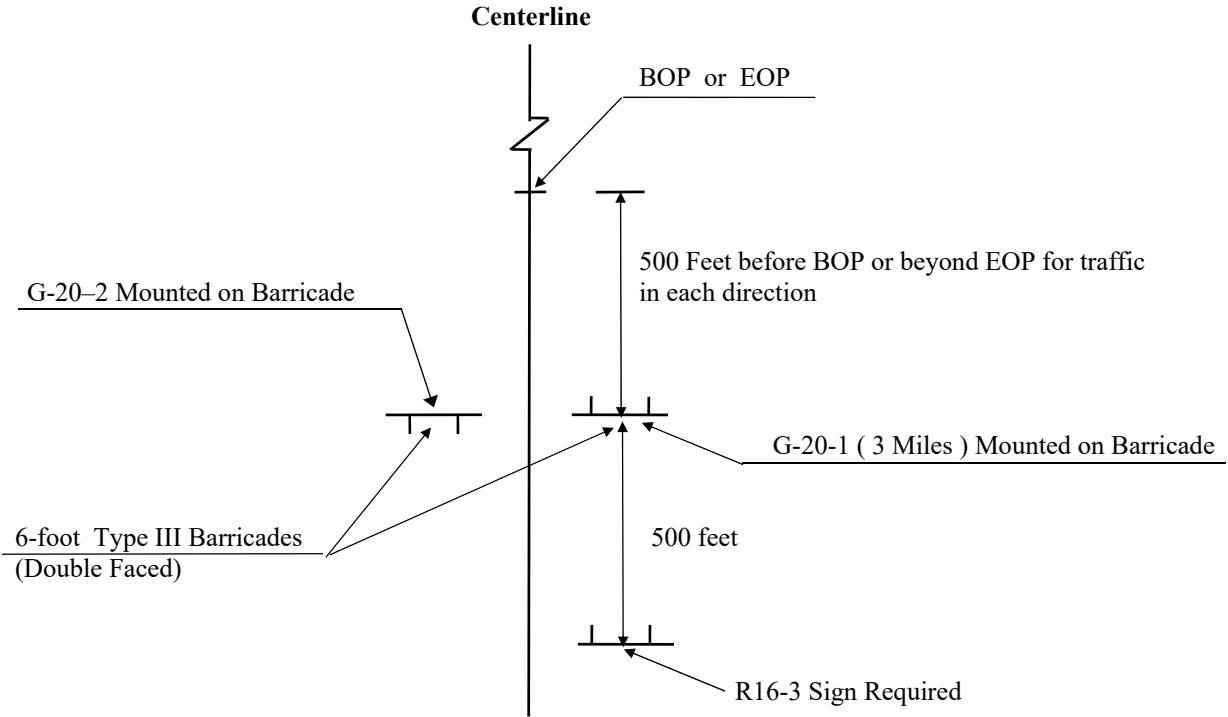 Centerline
BOP or EOP
500 Feet before BOP or beyond EOP for traffic
in each direction
G-20–2 Mounted on Barricade
G-20-1 ( 3 Miles ) Mounted on Barricade
6-foot Type III Barricades
(Double Faced)
500 feet
R16-3 Sign Required